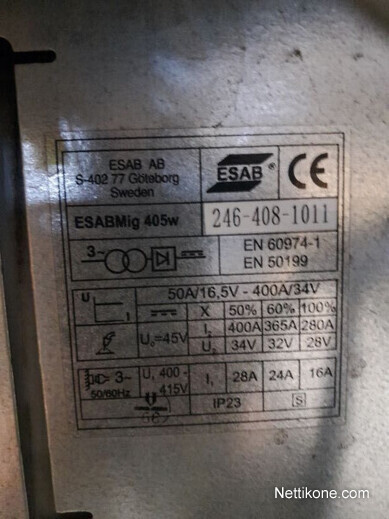 ESAB AB
S-402 77 Göteborg
Sweden
ESAB®
CE
ESABMig 405w
246-408-1011
3~
EN 60974-1
EN 50199
U1
I
50A/16,5V - 400A/34V
X 50% 60% 100%
U₀=45V
I₂ 400A 365A 280A
U₂ 34V 32V 28V
3~
50/60Hz
U₁ 400 -
415V
I₁ 28A 24A 16A
IP23
S
Nettikone.com